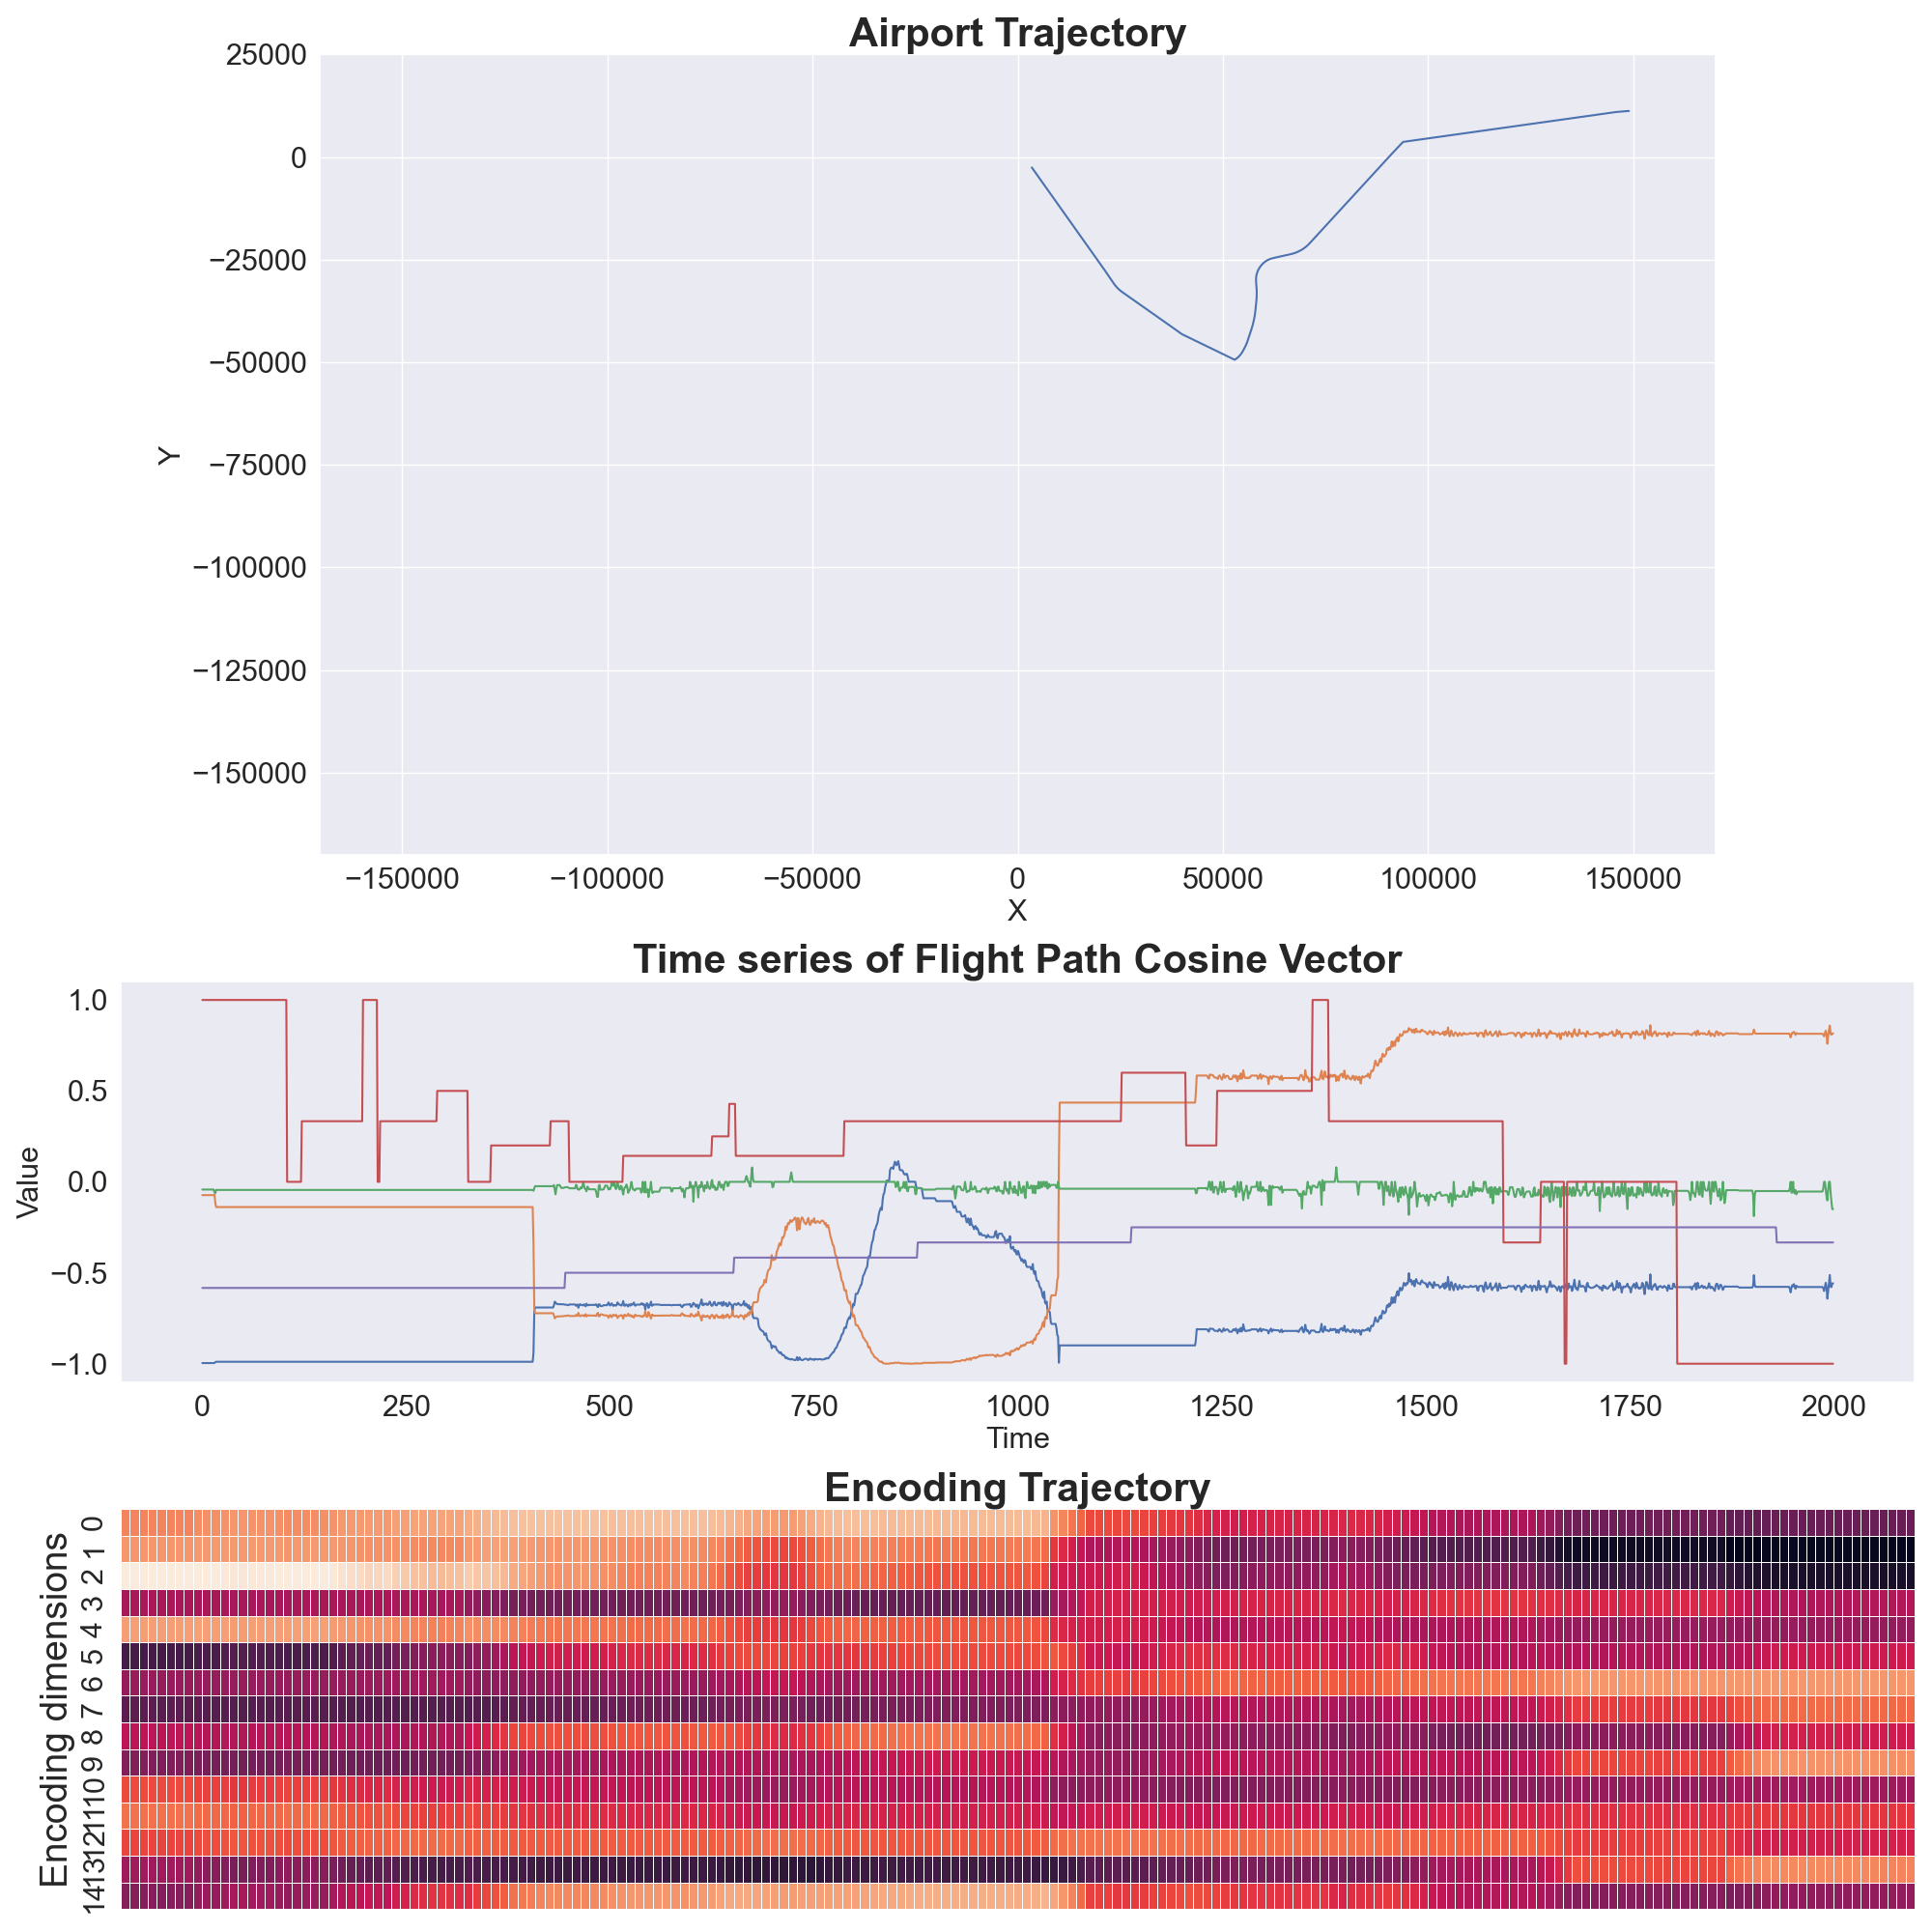 Airport Trajectory
25000
0
−25000
−50000
−75000
−100000
−125000
−150000
Y
−150000 −100000 −50000 0 50000 100000 150000
X
Time series of Flight Path Cosine Vector
1.0
0.5
0.0
−0.5
−1.0
Value
0 250 500 750 1000 1250 1500 1750 2000
Time
Encoding Trajectory
Encoding dimensions
0
1
2
3
4
5
6
7
8
9
10
11
12
13
14